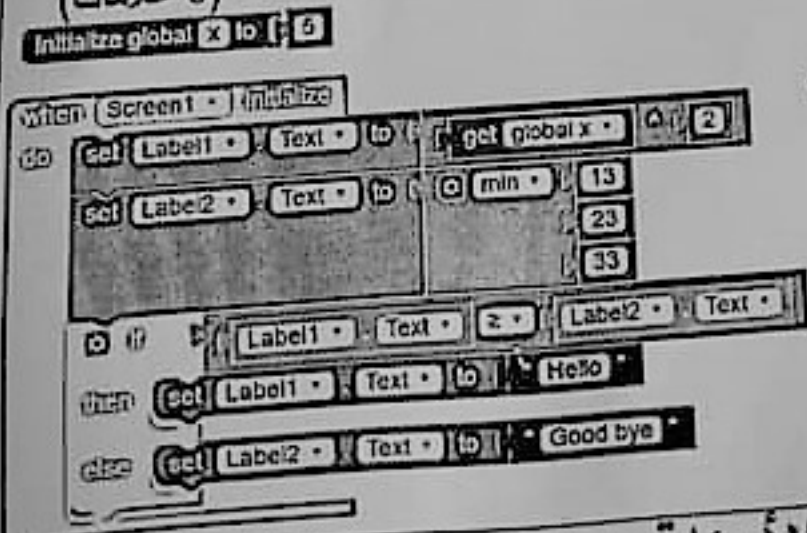 Initialize global x to 5
when Screen1 Initialize
do set Label1 Text to get global x ^ 2
set Label2 Text to min 13
23
33
if Label1 Text ≥ Label2 Text
then set Label1 Text to " Hello "
else set Label2 Text to " Good bye "